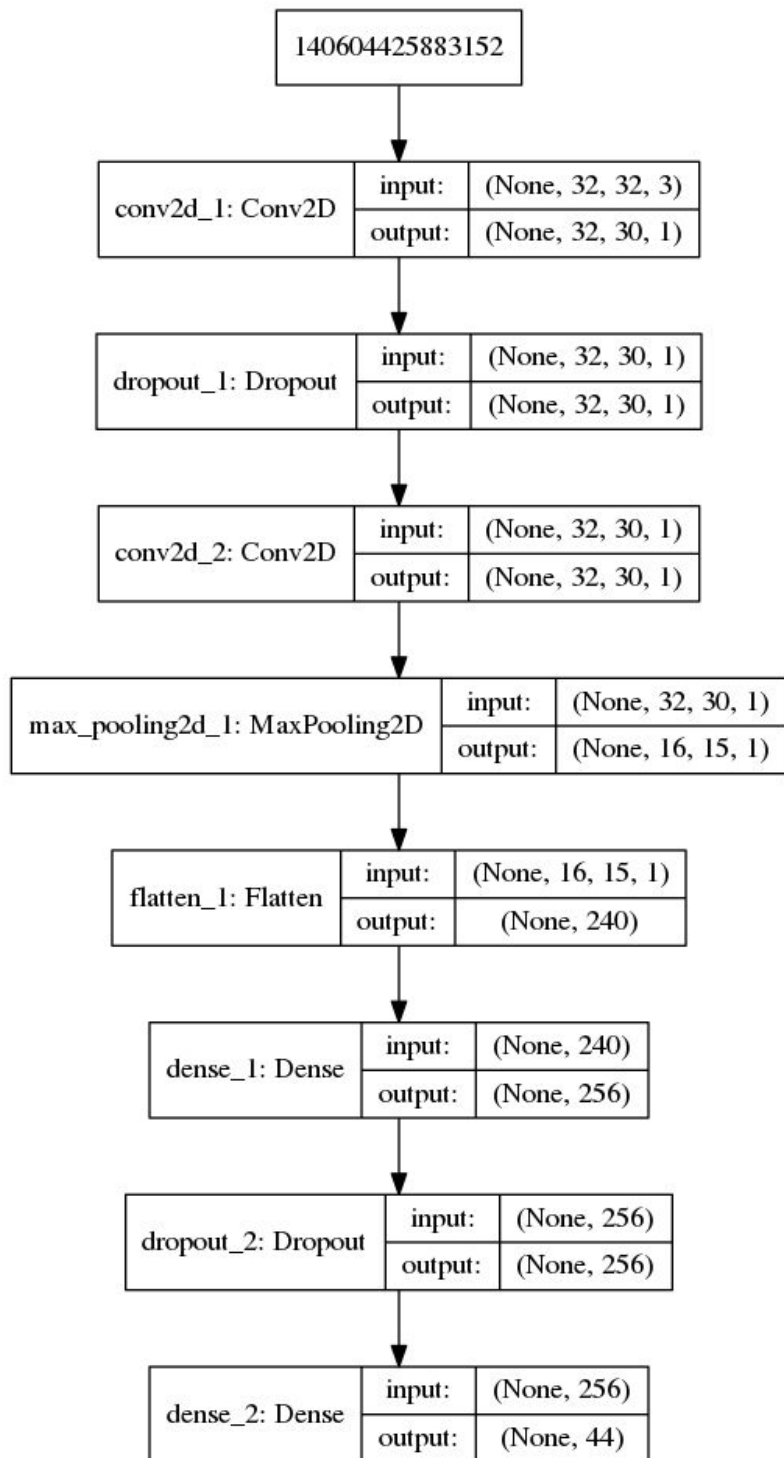 140604425883152
conv2d_1: Conv2D
input:
(None, 32, 32, 3)
output:
(None, 32, 30, 1)
dropout_1: Dropout
input:
(None, 32, 30, 1)
output:
(None, 32, 30, 1)
conv2d_2: Conv2D
input:
(None, 32, 30, 1)
output:
(None, 32, 30, 1)
max_pooling2d_1: MaxPooling2D
input:
(None, 32, 30, 1)
output:
(None, 16, 15, 1)
flatten_1: Flatten
input:
(None, 16, 15, 1)
output:
(None, 240)
dense_1: Dense
input:
(None, 240)
output:
(None, 256)
dropout_2: Dropout
input:
(None, 256)
output:
(None, 256)
dense_2: Dense
input:
(None, 256)
output:
(None, 44)